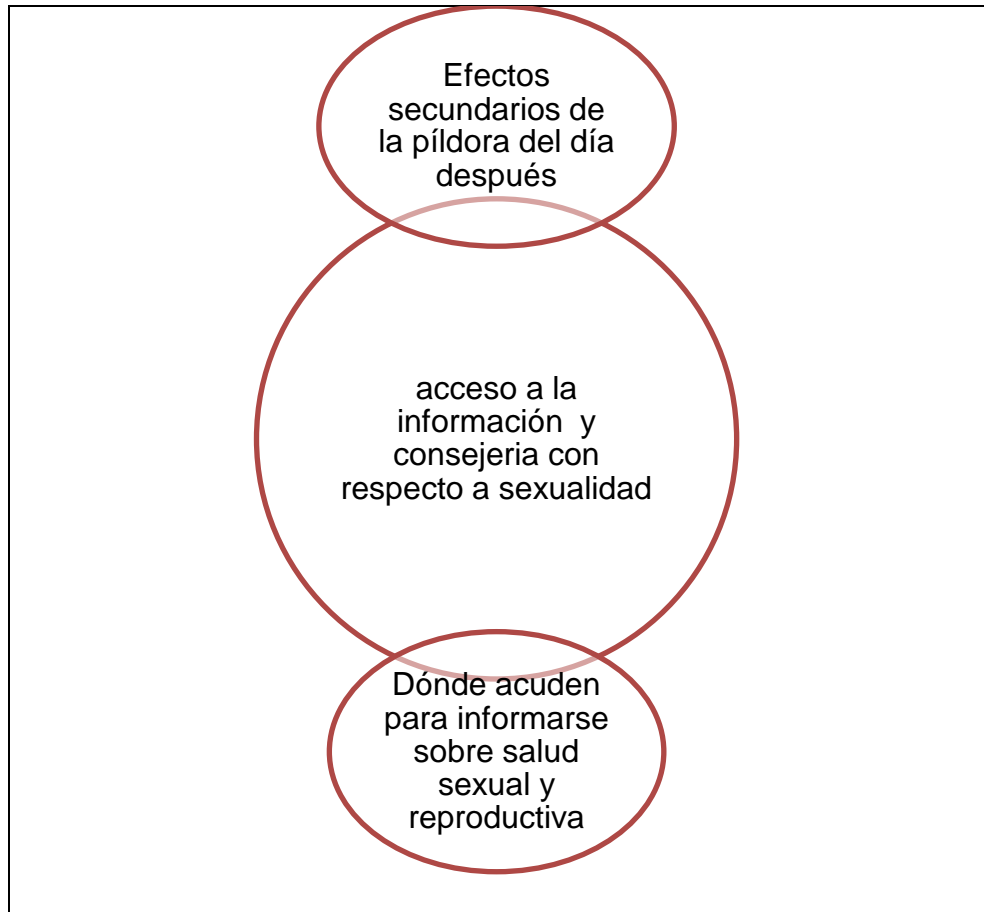 Efectos
secundarios de
la píldora del día
después
acceso a la
información  y
consejeria con
respecto a sexualidad
Dónde acuden
para informarse
sobre salud
sexual y
reproductiva